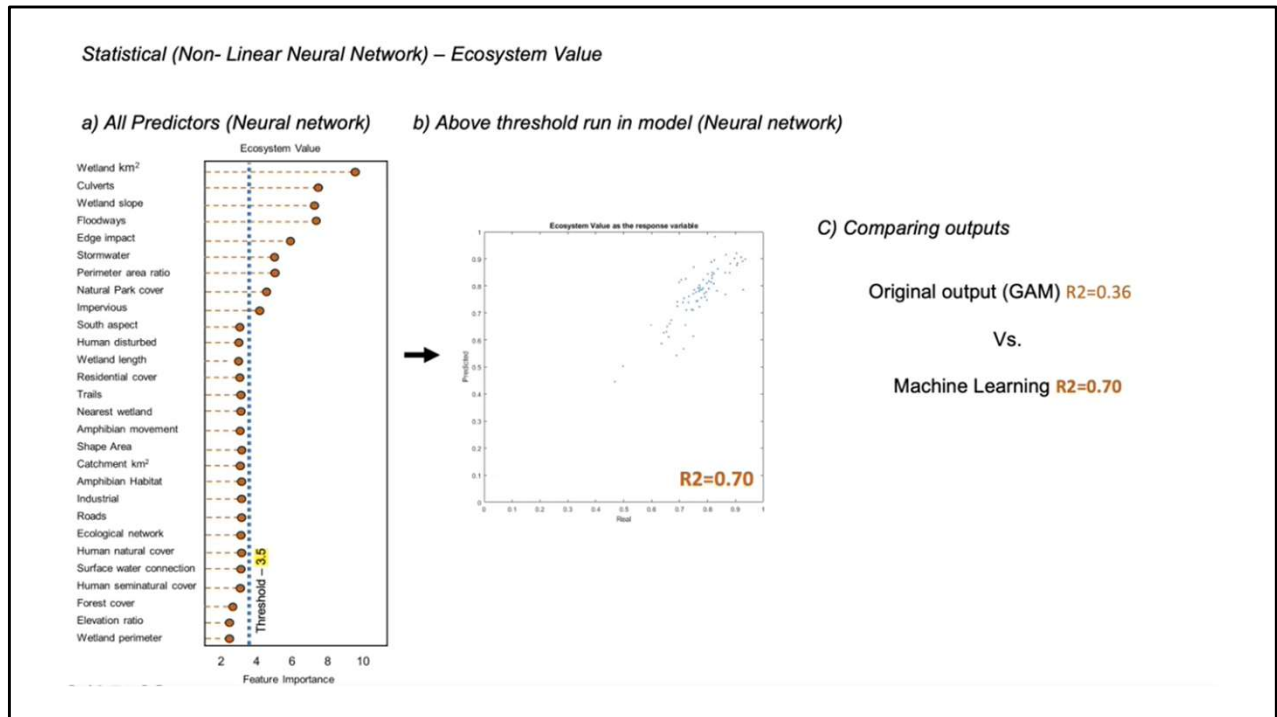 Statistical (Non- Linear Neural Network) – Ecosystem Value
a) All Predictors (Neural network)
b) Above threshold run in model (Neural network)
Ecosystem Value
Wetland km²
Culverts
Wetland slope
Floodways
Edge impact
Stormwater
Perimeter area ratio
Natural Park cover
Impervious
South aspect
Human disturbed
Wetland length
Residential cover
Trails
Nearest wetland
Amphibian movement
Shape Area
Catchment km²
Amphibian Habitat
Industrial
Roads
Ecological network
Human natural cover
Surface water connection
Human seminatural cover
Forest cover
Elevation ratio
Wetland perimeter
Threshold – 3.5
2 4 6 8 10
Feature Importance
Ecosystem Value as the response variable
1
0.9
0.8
0.7
0.6
0.5
0.4
0.3
0.2
0.1
0
Predicted
R2=0.70
0 0.1 0.2 0.3 0.4 0.5 0.6 0.7 0.8 0.9 1
Real
C) Comparing outputs
Original output (GAM) R2=0.36
Vs.
Machine Learning R2=0.70